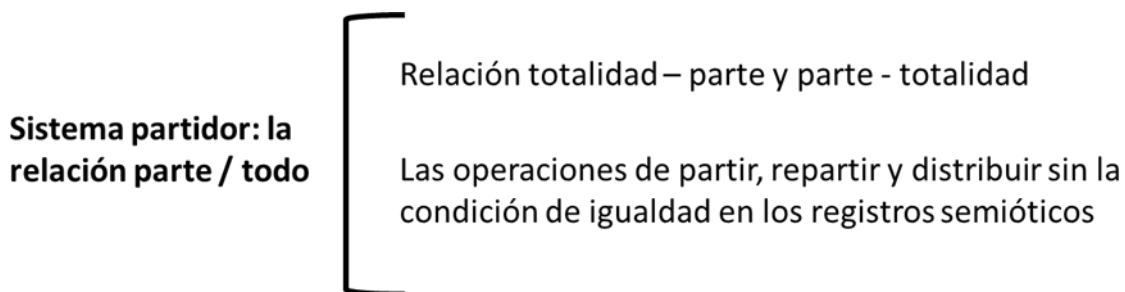 Sistema partidor: la
relación parte / todo
Relación totalidad – parte y parte - totalidad
Las operaciones de partir, repartir y distribuir sin la
condición de igualdad en los registros semióticos